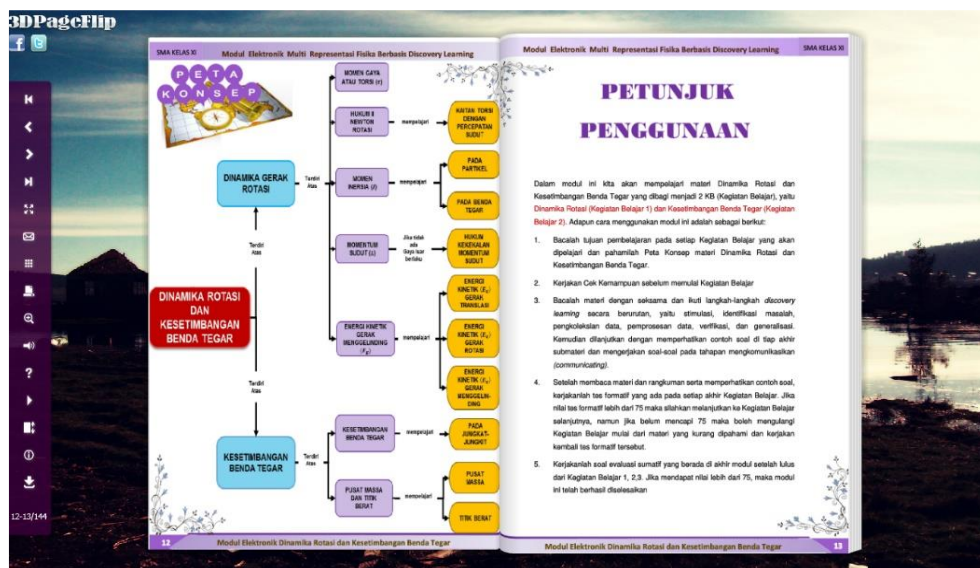 3DPageFlip
SMA KELAS XI
Modul Elektronik Multi Representasi Fisika Berbasis Discovery Learning
PETA
KONSEP
MOMEN GAYA
ATAU TORSI (τ)
HUKUM II
NEWTON
ROTASI
mempelajari
KAITAN TORSI
DENGAN
PERCEPATAN
SUDUT
DINAMIKA GERAK
ROTASI
Terdiri
Atas
MOMEN
INERSIA (I)
mempelajari
PADA
PARTIKEL
PADA BENDA
TEGAR
Terdiri
Atas
MOMENTUM
SUDUT (L)
Jika tidak
ada
Gaya luar
berlaku
HUKUM
KEKEKALAN
MOMENTUM
SUDUT
DINAMIKA ROTASI
DAN
KESETIMBANGAN
BENDA TEGAR
ENERGI KINETIK
GERAK
MENGGELINDING
mempelajari
ENERGI
KINETIK
GERAK
TRANSLASI
ENERGI
KINETIK
GERAK
ROTASI
ENERGI
KINETIK
GERAK
MENGGELIN-
DING
Terdiri
Atas
KESETIMBANGAN
BENDA TEGAR
Terdiri
Atas
KESETIMBANGAN
BENDA TEGAR
mempelajari
PADA
JUNGKAT-
JUNGKIT
PUSAT MASSA
DAN TITIK
BERAT
mempelajari
PUSAT
MASSA
TITIK BERAT
12
Modul Elektronik Dinamika Rotasi dan Kesetimbangan Benda Tegar
Modul Elektronik Multi Representasi Fisika Berbasis Discovery Learning
SMA KELAS XI
PETUNJUK
PENGGUNAAN
Dalam modul ini kita akan mempelajari materi Dinamika Rotasi dan
Kesetimbangan Benda Tegar yang dibagi menjadi 2 KB (Kegiatan Belajar), yaitu
Dinamika Rotasi (Kegiatan Belajar 1) dan Kesetimbangan Benda Tegar (Kegiatan
Belajar 2). Adapun cara menggunakan modul ini adalah sebagai berikut:
1. Bacalah tujuan pembelajaran pada setiap Kegiatan Belajar yang akan
dipelajari dan pahamilah Peta Konsep materi Dinamika Rotasi dan
Kesetimbangan Benda Tegar.
2. Kerjakan Cek Kemampuan sebelum memulai Kegiatan Belajar
3. Bacalah materi dengan seksama dan ikuti langkah-langkah discovery
learning secara berurutan, yaitu stimulasi, identifikasi masalah,
pengkoleksian data, pemprosesan data, verifikasi, dan generalisasi.
Kemudian dilanjutkan dengan memperhatikan contoh soal di tiap akhir
submateri dan mengerjakan soal-soal pada tahapan mengkomunikasikan
(communicating).
4. Setelah membaca materi dan rangkuman serta memperhatikan contoh soal,
kerjakanlah tes formatif yang ada pada setiap akhir Kegiatan Belajar. Jika
nilai tes formatif lebih dari 75 maka silahkan melanjutkan ke Kegiatan Belajar
selanjutnya, namun jika belum mencapi 75 maka boleh mengulangi
Kegiatan Belajar mulai dari materi yang kurang dipahami dan kerjakan
kembali tes formatif tersebut.
5. Kerjakanlah soal evaluasi sumatif yang berada di akhir modul setelah lulus
dari Kegiatan Belajar 1, 2,3. Jika mendapat nilai lebih dari 75, maka modul
ini telah berhasil diselesaikan
Modul Elektronik Dinamika Rotasi dan Kesetimbangan Benda Tegar
13
12-13/144